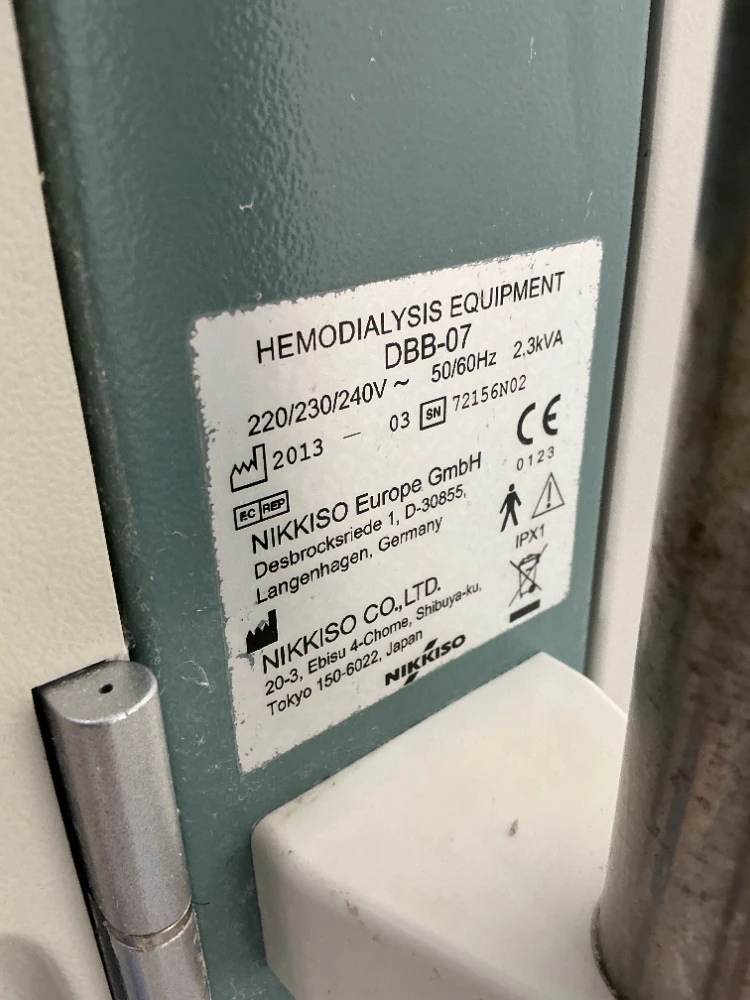 HEMODIALYSIS EQUIPMENT
DBB-07
220/230/240V ~ 50/60Hz 2,3kVA
2013 — 03 SN 72156N02
CE
0123
EC REP
NIKKISO Europe GmbH
Desbrocksriede 1, D-30855,
Langenhagen, Germany
IPX1
NIKKISO CO.,LTD.
20-3, Ebisu 4-Chome, Shibuya-ku,
Tokyo 150-6022, Japan
NIKKISO